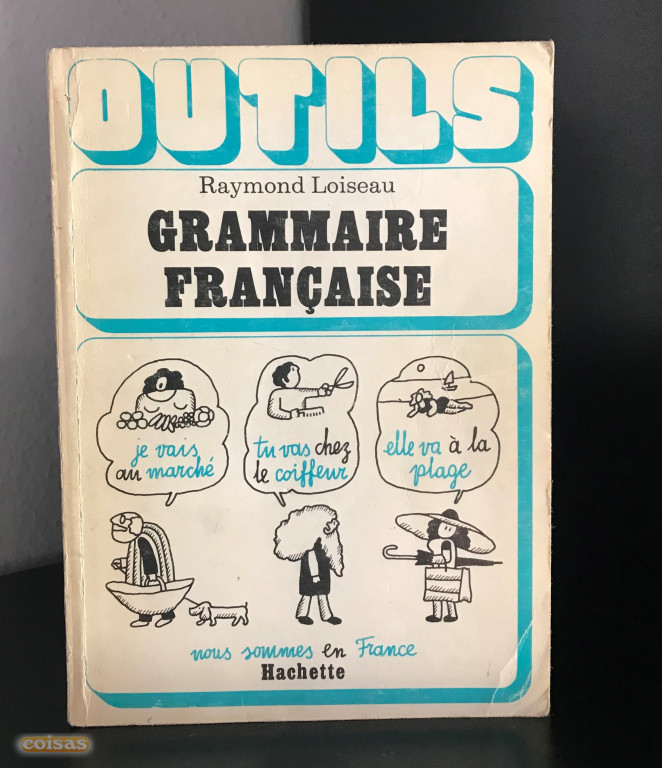 OUTILS
Raymond Loiseau
GRAMMAIRE
FRANÇAISE
je vais
au marché
tu vas chez
le coiffeur
elle va à la
plage
nous sommes en France
Hachette
coisas